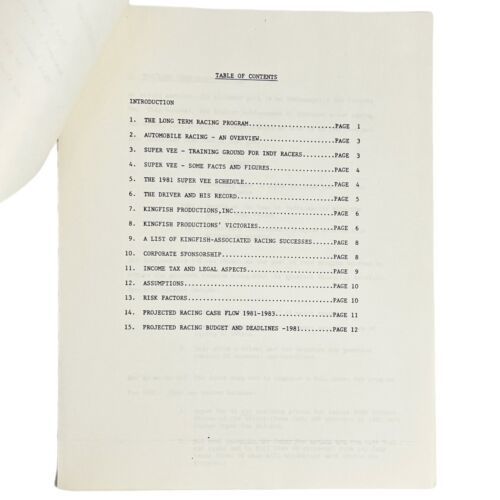 TABLE OF CONTENTS
INTRODUCTION
1. THE LONG TERM RACING PROGRAM........................PAGE 1
2. AUTOMOBILE RACING - AN OVERVIEW.....................PAGE 3
3. SUPER VEE - TRAINING GROUND FOR INDY RACERS.........PAGE 3
4. SUPER VEE - SOME FACTS AND FIGURES..................PAGE 4
5. THE 1981 SUPER VEE SCHEDULE.........................PAGE 4
6. THE DRIVER AND HIS RECORD...........................PAGE 5
7. KINGFISH PRODUCTIONS,INC............................PAGE 6
8. KINGFISH PRODUCTIONS' VICTORIES.....................PAGE 6
9. A LIST OF KINGFISH-ASSOCIATED RACING SUCCESSES......PAGE 8
10. CORPORATE SPONSORSHIP..............................PAGE 8
11. INCOME TAX AND LEGAL ASPECTS.......................PAGE 9
12. ASSUMPTIONS........................................PAGE 10
13. RISK FACTORS.......................................PAGE 10
14. PROJECTED RACING CASH FLOW 1981-1983...............PAGE 11
15. PROJECTED RACING BUDGET AND DEADLINES -1981.........PAGE 12